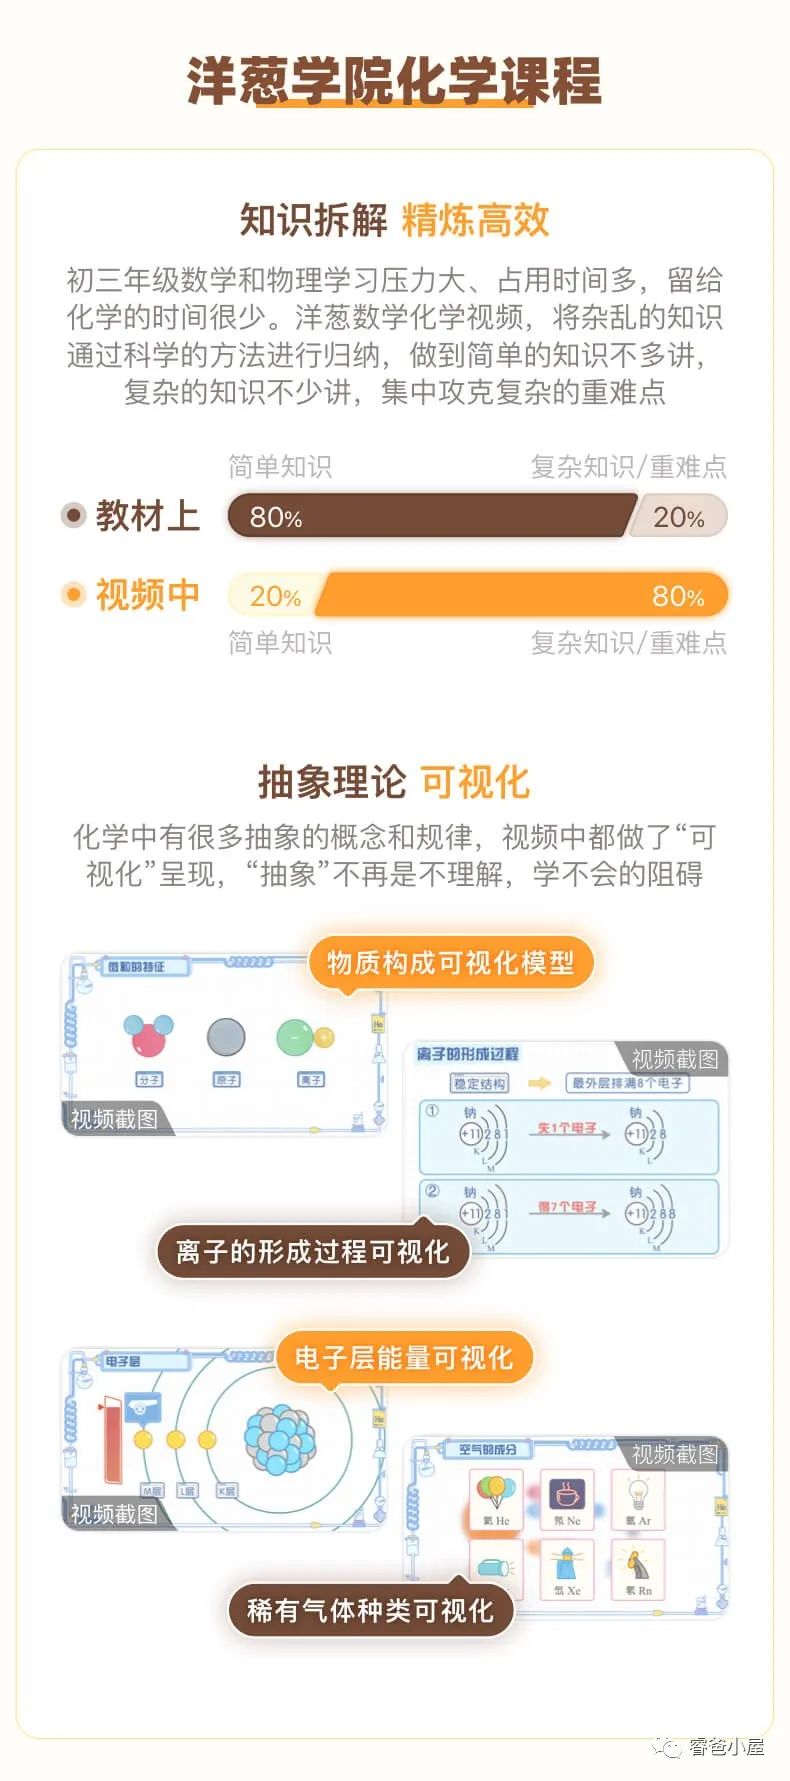 洋葱学院化学课程
知识拆解 精炼高效
初三年级数学和物理学习压力大、占用时间多，留给
化学的时间很少。洋葱数学化学视频，将杂乱的知识
通过科学的方法进行归纳，做到简单的知识不多讲，
复杂的知识不少讲，集中攻克复杂的重难点
简单知识 复杂知识/重难点
教材上 80% 20%
视频中 20% 80%
简单知识 复杂知识/重难点
抽象理论 可视化
化学中有很多抽象的概念和规律，视频中都做了“可
视化”呈现，“抽象”不再是不理解，学不会的阻碍
物质构成可视化模型
微粒的特征
分子 原子 离子
He
视频截图
离子的形成过程
视频截图
稳定结构 最外层排满8个电子
① 钠 +11 2 8 1 K L M 失1个电子 钠 +11 2 8 K L
② 钠 +11 2 8 1 K L M 得7个电子 钠 +11 2 8 8 K L M
离子的形成过程可视化
电子层能量可视化
电子层
M层 L层 K层
He
视频截图
空气的成分
视频截图
氦 He 氖 Ne 氩 Ar
氙 Xe 氡 Rn
稀有气体种类可视化
睿爸小屋